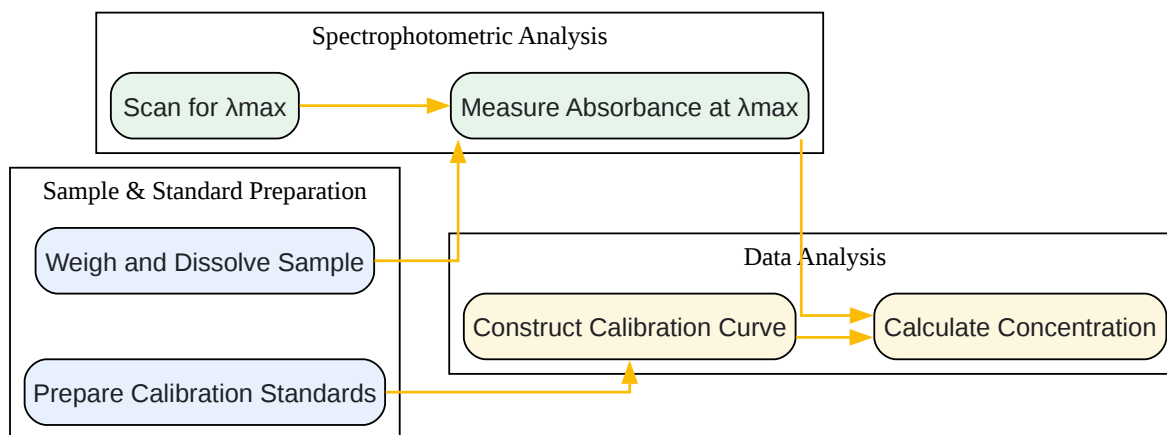 Spectrophotometric Analysis
Scan for λmax
Measure Absorbance at λmax
Sample & Standard Preparation
Weigh and Dissolve Sample
Prepare Calibration Standards
Data Analysis
Construct Calibration Curve
Calculate Concentration